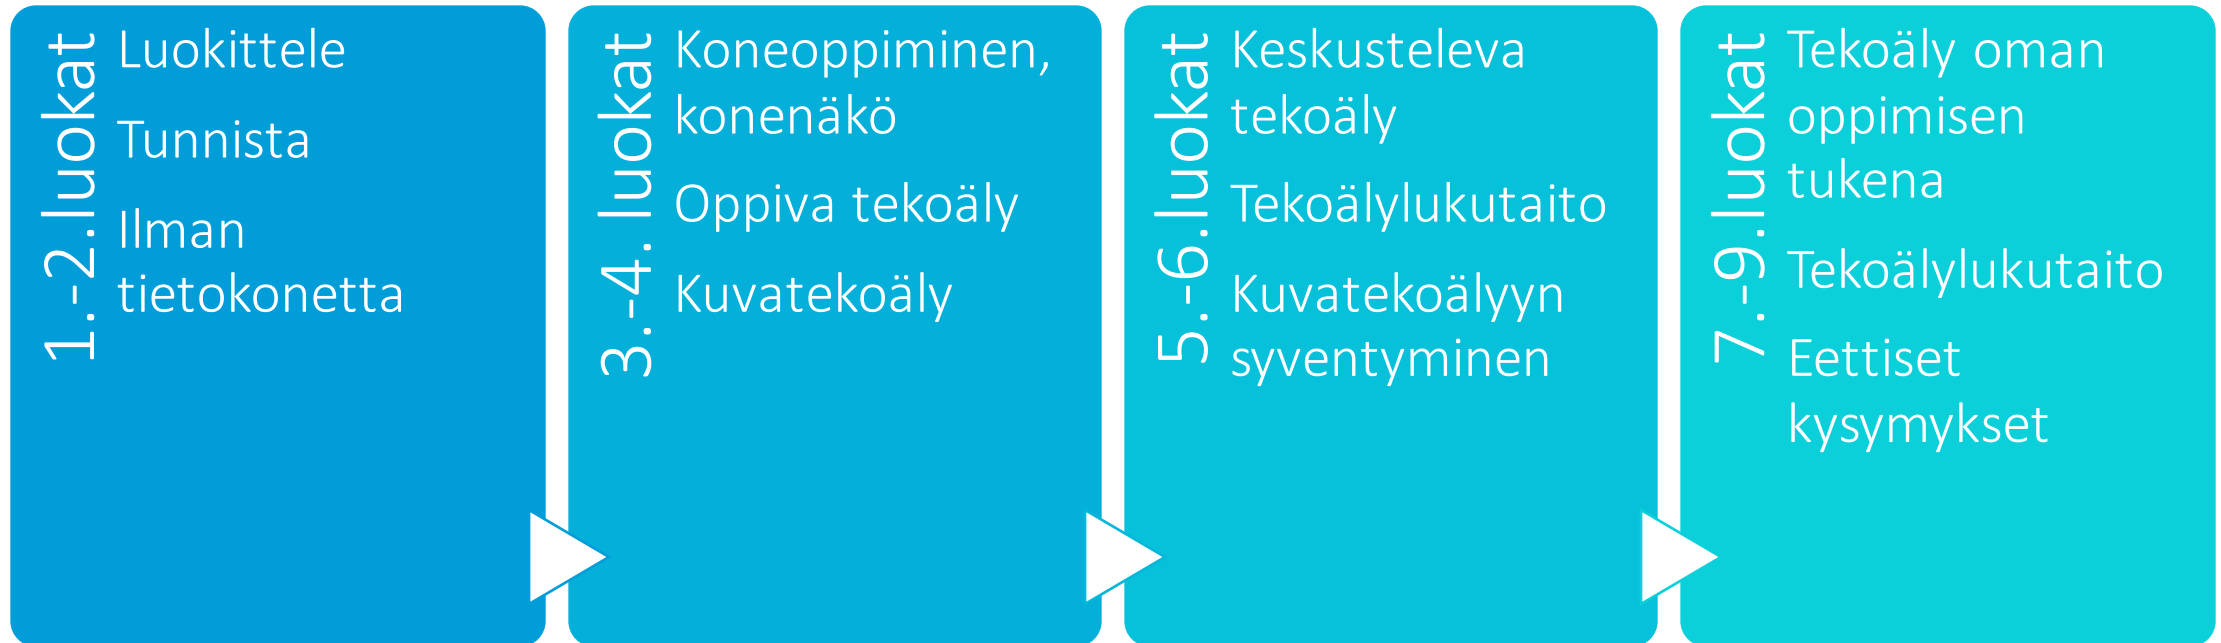 1.-2.luokat
Luokittele
Tunnista
Ilman
tietokonetta
3.-4. luokat
Koneoppiminen,
konenäkö
Oppiva tekoäly
Kuvatekoäly
5.-6.luokat
Keskusteleva
tekoäly
Tekoälylukutaito
Kuvatekoälyyn
syventyminen
7.-9.luokat
Tekoäly oman
oppimisen
tukena
Tekoälylukutaito
Eettiset
kysymykset